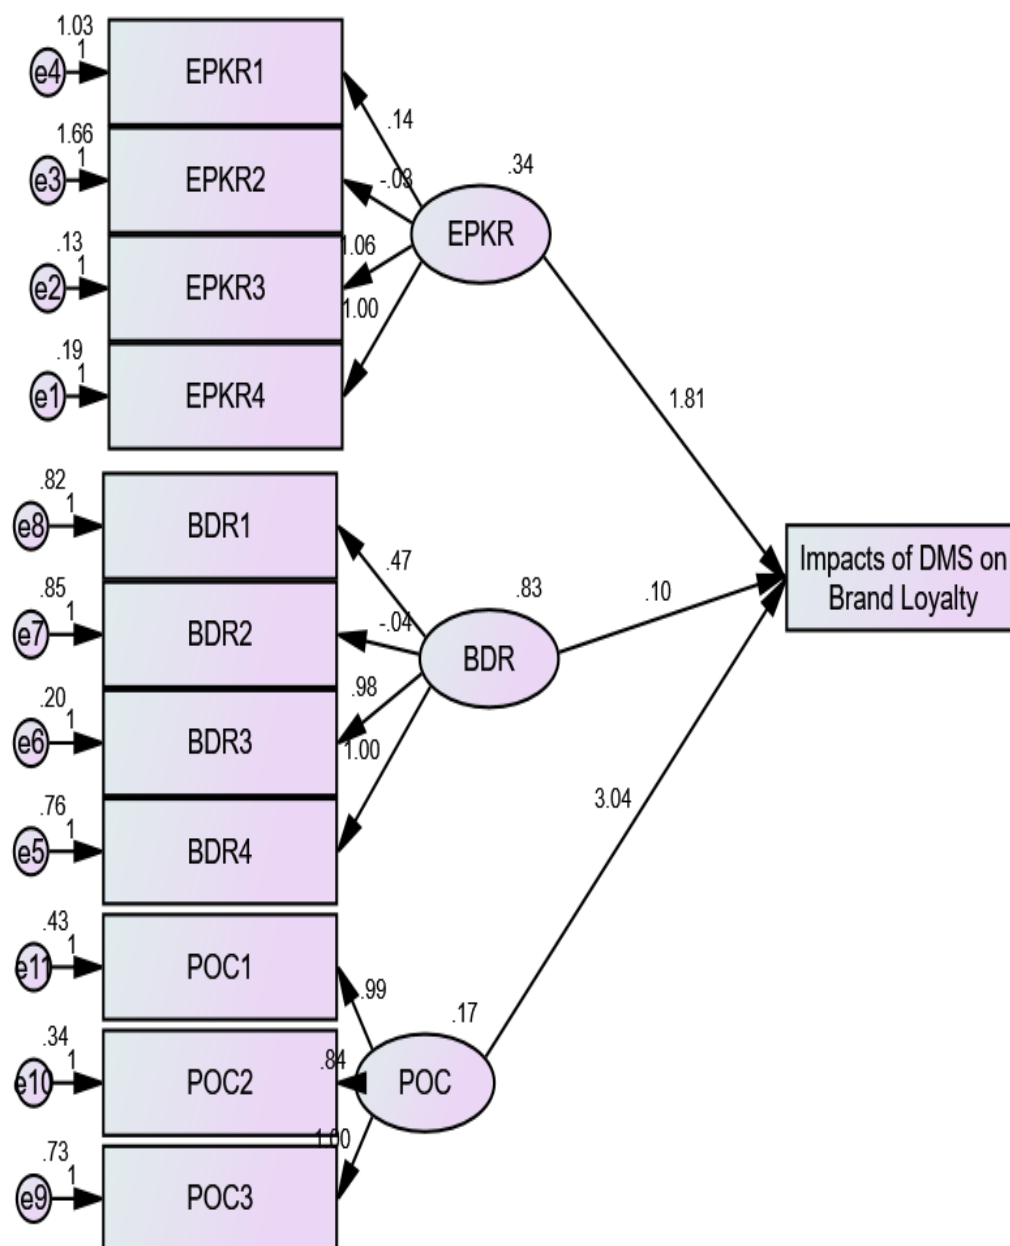 1.03
1
e4
EPKR1
.14
1.66
1
e3
EPKR2
-.03
.34
EPKR
.13
1
e2
EPKR3
1.06
1.00
.19
1
e1
EPKR4
1.81
.82
1
e8
BDR1
.47
.85
1
e7
BDR2
-.04
.83
BDR
.10
Impacts of DMS on
Brand Loyalty
.20
1
e6
BDR3
.98
1.00
.76
1
e5
BDR4
3.04
.43
1
e11
POC1
.99
.17
POC
.34
1
e10
POC2
.84
1.00
.73
1
e9
POC3